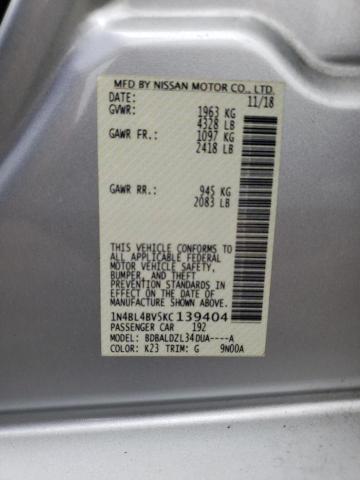 MFD BY NISSAN MOTOR CO., LTD.
DATE: 11/18
GVWR: 1963 KG
4328 LB
GAWR FR: 1097 KG
2418 LB
GAWR RR: 945 KG
2083 LB
THIS VEHICLE CONFORMS TO
ALL APPLICABLE FEDERAL
MOTOR VEHICLE SAFETY,
BUMPER, AND THEFT
PREVENTION STANDARDS IN
EFFECT ON THE DATE OF
MANUFACTURE SHOWN ABOVE.
1N4BL4BV5KC139404
PASSENGER CAR 192
MODEL: BDBALDZL34DUA----A
COLOR: K23 TRIM: G 9N00A